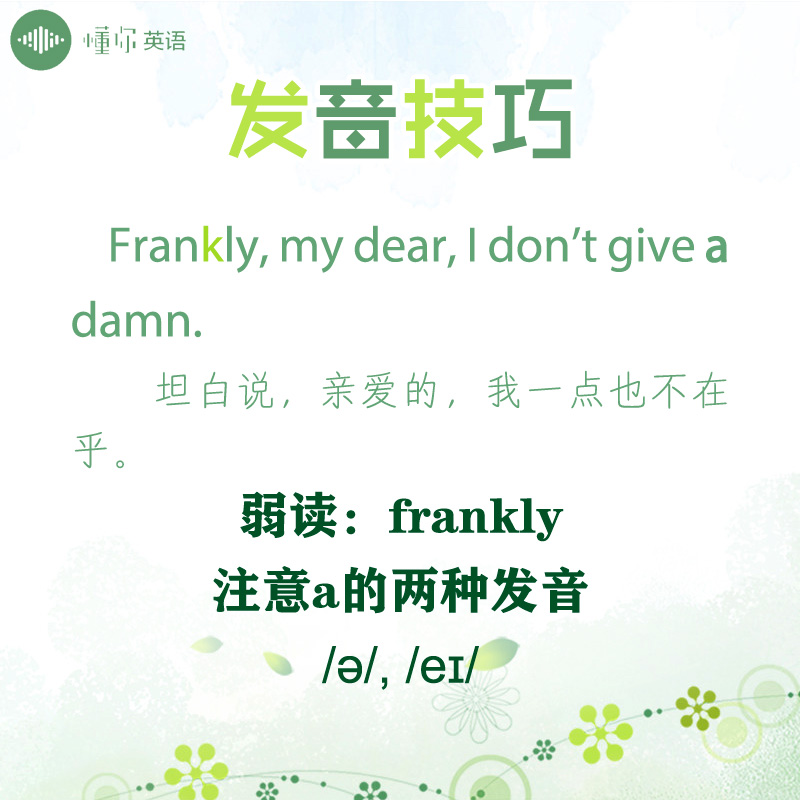 懂你英语
发音技巧
Frankly, my dear, I don’t give a
damn.
坦白说，亲爱的，我一点也不在
乎。
弱读：frankly
注意a的两种发音
/ə/, /eɪ/